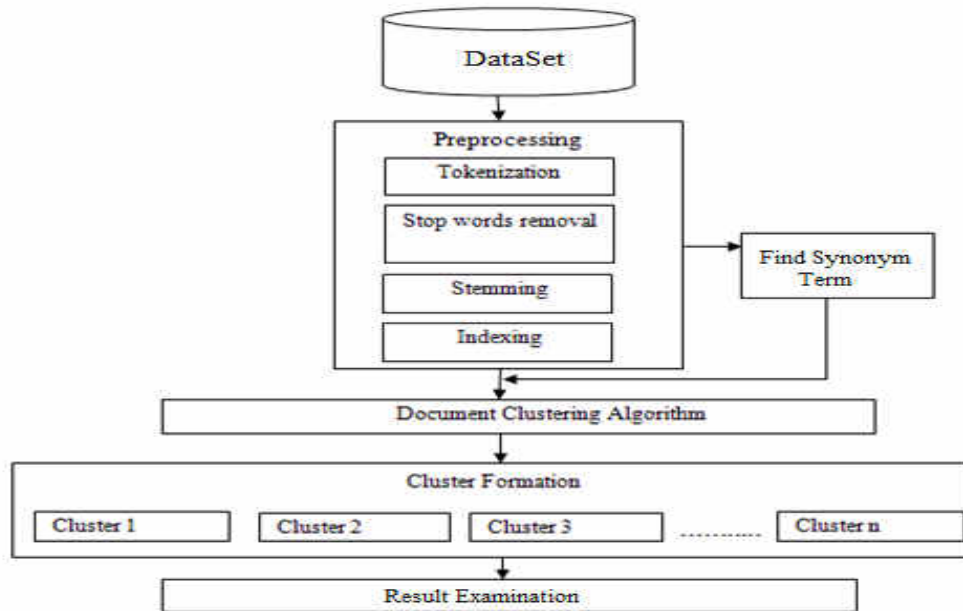 DataSet
Preprocessing
Tokenization
Stop words removal
Stemming
Indexing
Find Synonym
Term
Document Clustering Algorithm
Cluster Formation
Cluster 1
Cluster 2
Cluster 3
...........
Cluster n
Result Examination